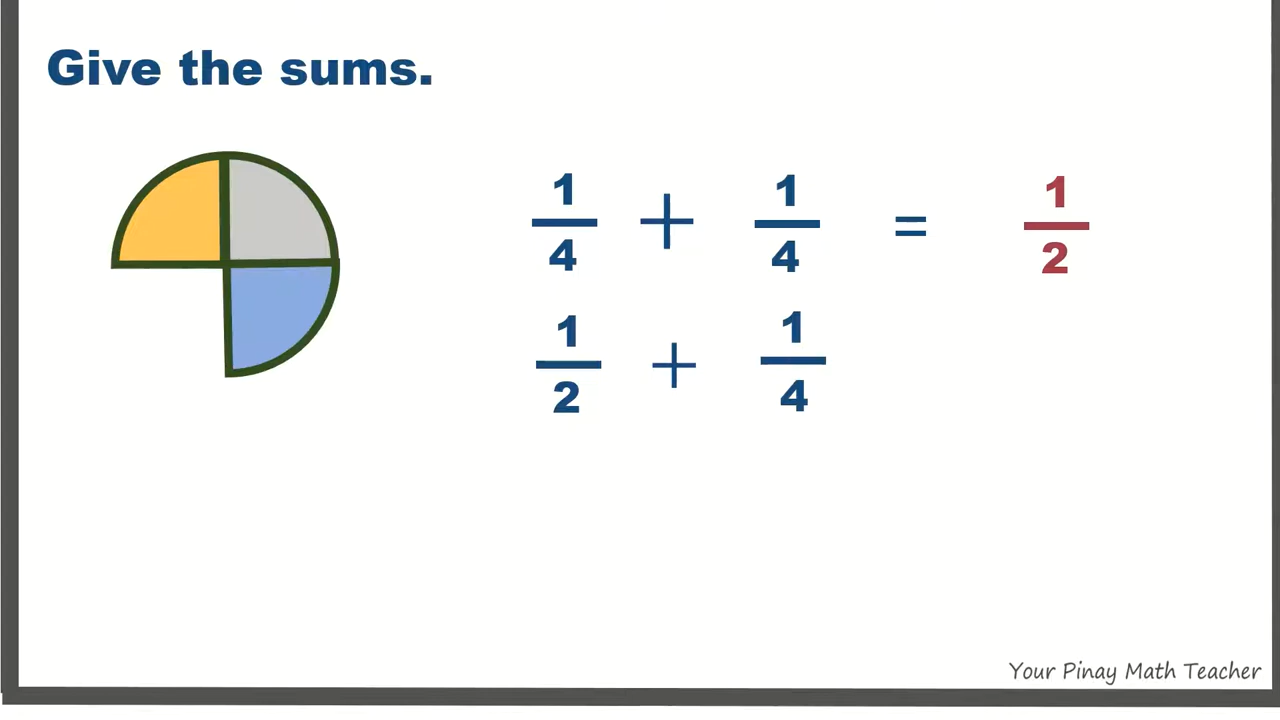 Give the sums.
1/4 + 1/4 = 1/2
1/2 + 1/4
Your Pinay Math Teacher